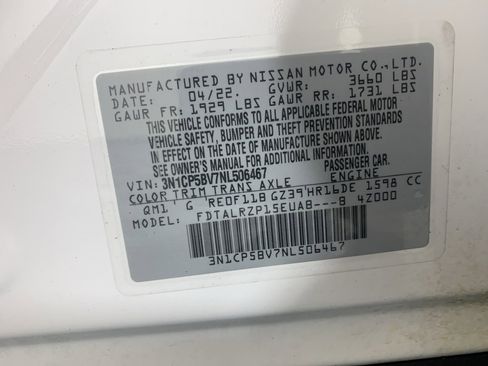 MANUFACTURED BY NISSAN MOTOR CO., LTD.
DATE: 04/22 GVWR: 3660 LBS
GAWR FR: 1929 LBS GAWR RR: 1731 LBS
THIS VEHICLE CONFORMS TO ALL APPLICABLE FEDERAL MOTOR
VEHICLE SAFETY, BUMPER AND THEFT PREVENTION STANDARDS
IN EFFECT ON THE DATE OF MANUFACTURE SHOWN ABOVE.
SEE OWNER'S MANUAL FOR ADDITIONAL INFORMATION
VIN: 3N1CP5BV7NL506467 PASSENGER CAR
COLOR TRIM TRANS AXLE ENGINE
QM1 G RE0F11B GZ39 HR16DE 1598 CC
MODEL: FDTALRZP15EUAB---B 4Z000
3N1CP5BV7NL506467